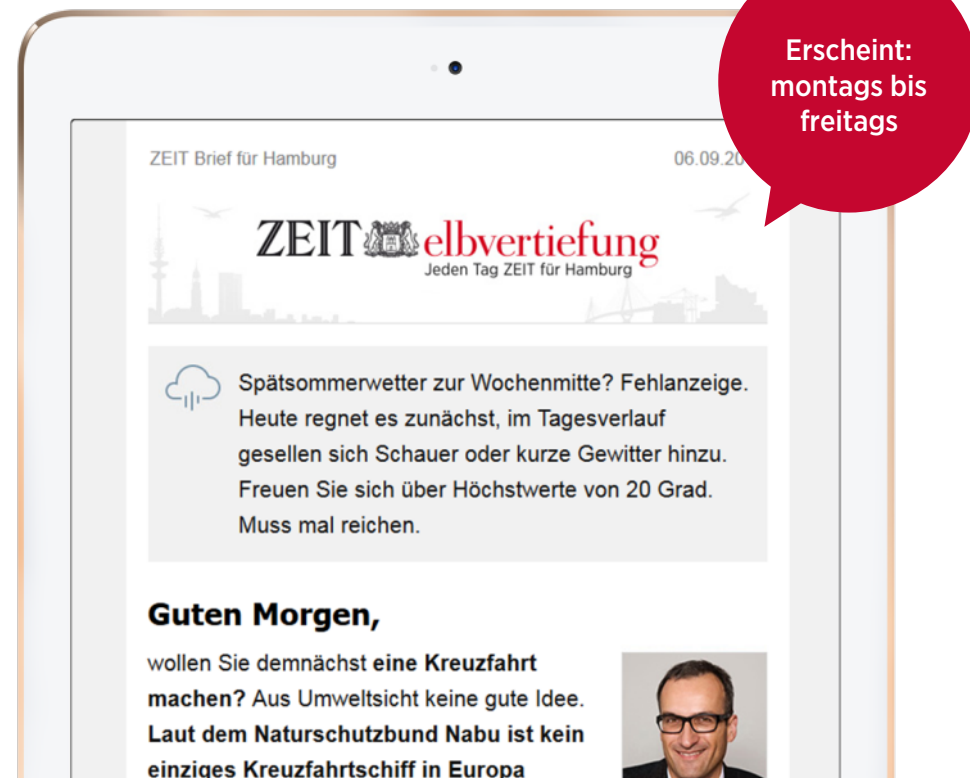 Erscheint:
montags bis
freitags
ZEIT Brief für Hamburg
06.09.20
ZEIT elbvertiefung
Jeden Tag ZEIT für Hamburg
Spätsommerwetter zur Wochenmitte? Fehlanzeige.
Heute regnet es zunächst, im Tagesverlauf
gesellen sich Schauer oder kurze Gewitter hinzu.
Freuen Sie sich über Höchstwerte von 20 Grad.
Muss mal reichen.
Guten Morgen,
wollen Sie demnächst eine Kreuzfahrt
machen? Aus Umweltsicht keine gute Idee.
Laut dem Naturschutzbund Nabu ist kein
einziges Kreuzfahrtschiff in Europa